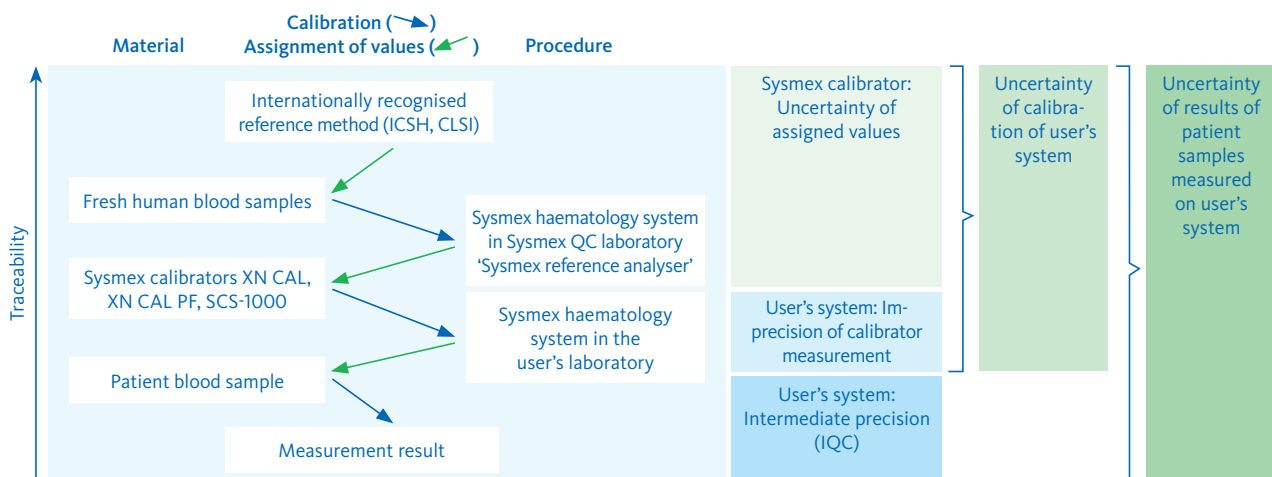 Calibration ( )
Material
Assignment of values ( )
Procedure
Traceability
Internationally recognised
reference method (ICSH, CLSI)
Fresh human blood samples
Sysmex haematology system
in Sysmex QC laboratory
‘Sysmex reference analyser’
Sysmex calibrators XN CAL,
XN CAL PF, SCS-1000
Sysmex haematology
system in the
user’s laboratory
Patient blood sample
Measurement result
Sysmex calibrator:
Uncertainty of
assigned values
User’s system: Im-
precision of calibrator
measurement
User’s system:
Intermediate precision
(IQC)
Uncertainty
of calibra-
tion of user’s
system
Uncertainty
of results of
patient
samples
measured
on user’s
system